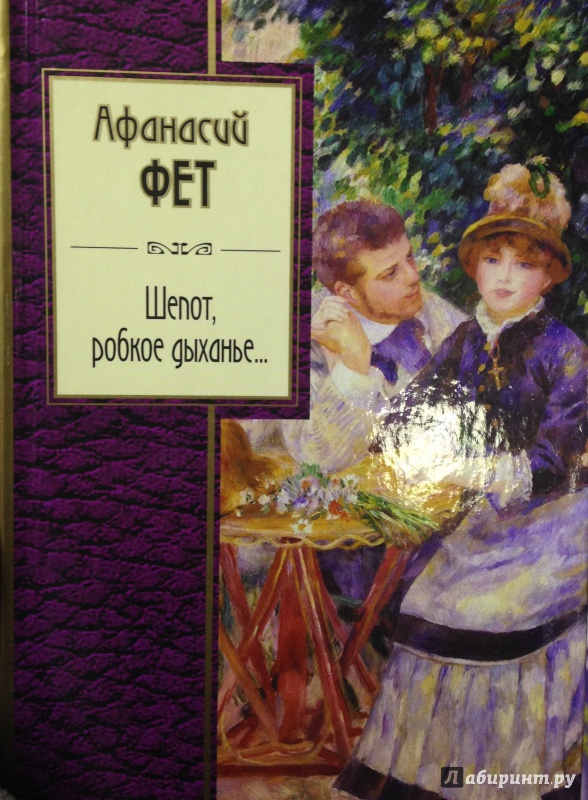 Афанасий
ФЕТ
Шепот,
робкое дыханье...
Лабиринт.ру